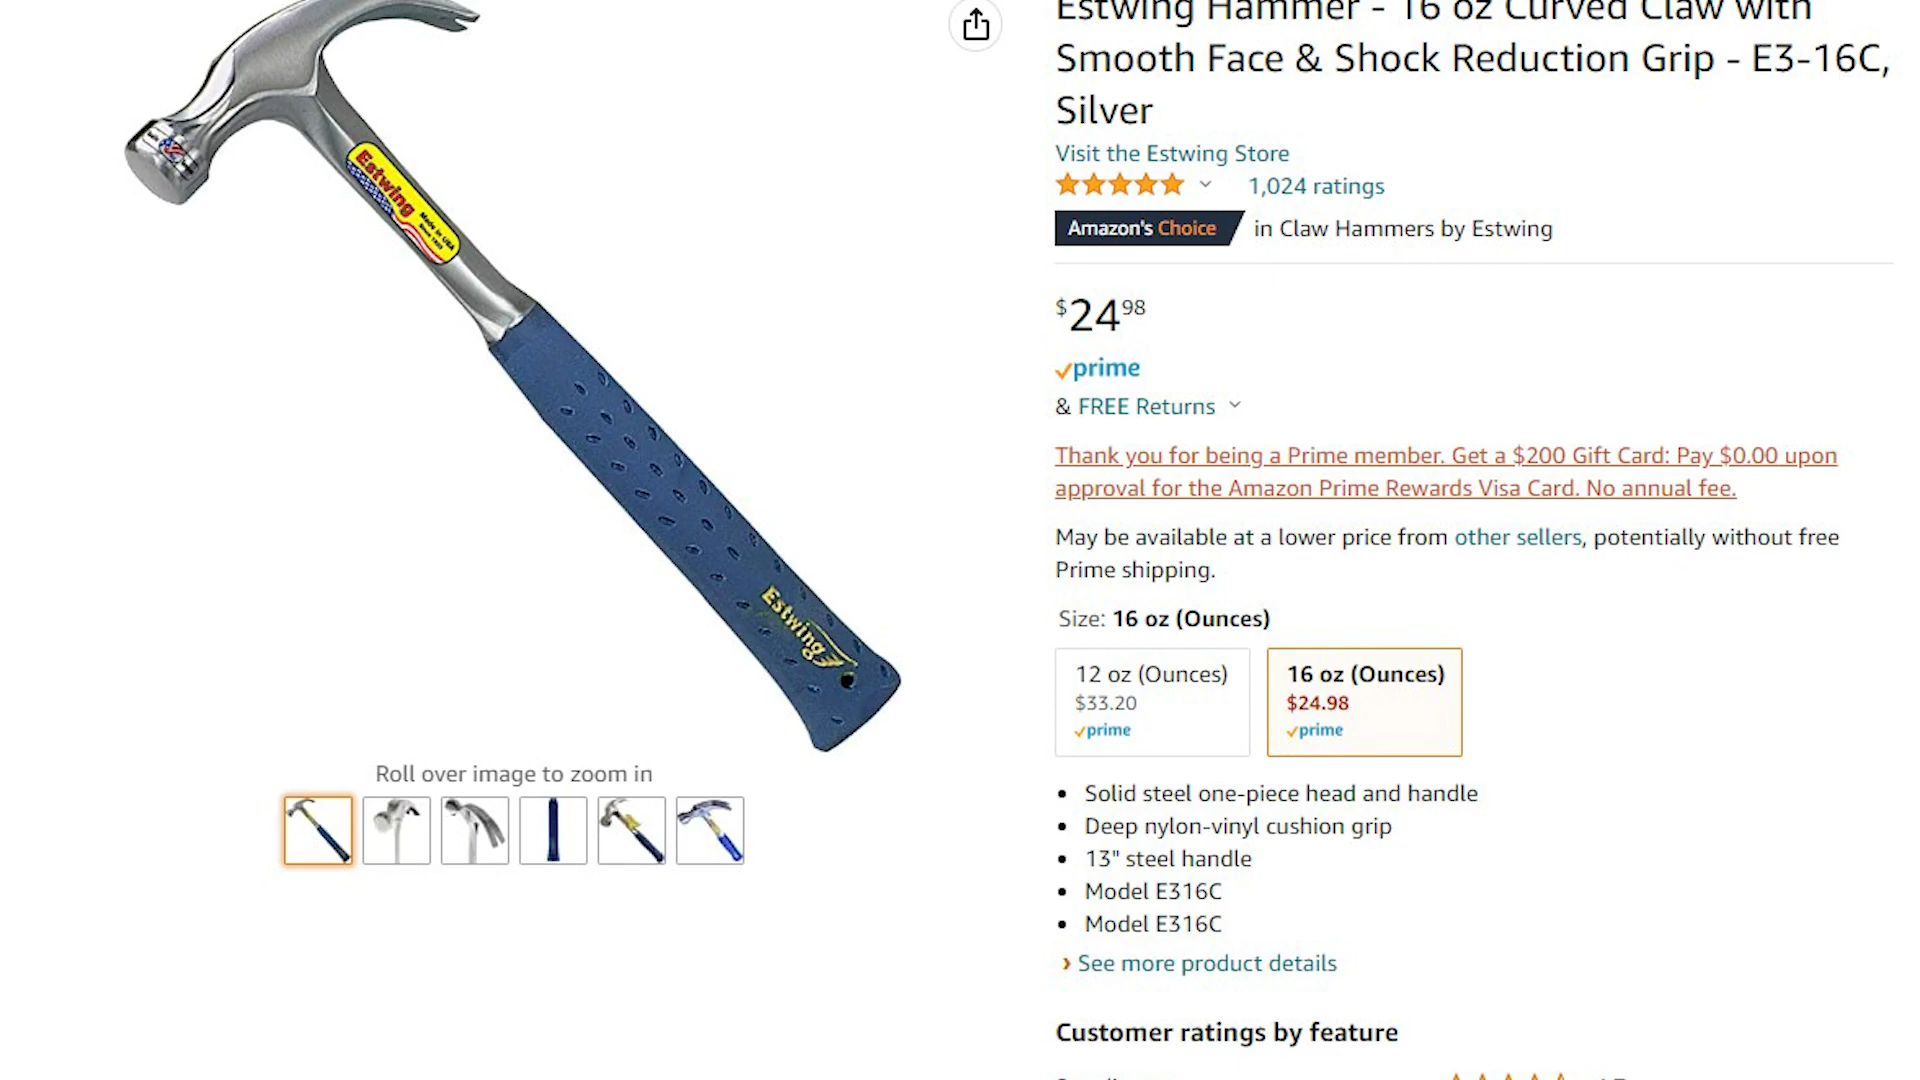 Estwing Hammer - 16 oz Curved Claw with
Smooth Face & Shock Reduction Grip - E3-16C,
Silver
Visit the Estwing Store
1,024 ratings
Amazon's Choice in Claw Hammers by Estwing
$24 98
prime
& FREE Returns
Thank you for being a Prime member. Get a $200 Gift Card: Pay $0.00 upon
approval for the Amazon Prime Rewards Visa Card. No annual fee.
May be available at a lower price from other sellers, potentially without free
Prime shipping.
Size: 16 oz (Ounces)
12 oz (Ounces)
$33.20
prime
16 oz (Ounces)
$24.98
prime
Solid steel one-piece head and handle
Deep nylon-vinyl cushion grip
13" steel handle
Model E316C
Model E316C
› See more product details
Customer ratings by feature
Estwing
Made in USA
Estwing
Roll over image to zoom in